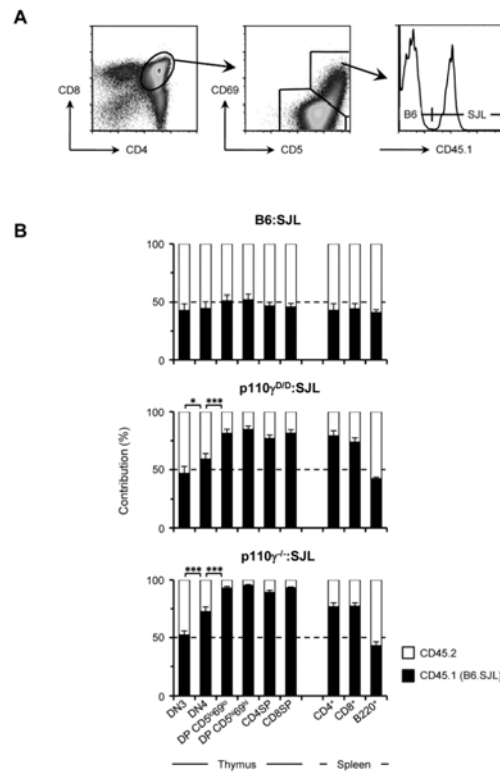 A
CD8
CD4
CD69
CD5
B6
SJL
CD45.1
B
B6:SJL
100
50
0
p110γD/D:SJL
* ***
100
50
0
Contribution (%)
p110γ-/-:SJL
*** ***
100
50
0
CD45.2
CD45.1 (B6.SJL)
DN3
DN4
DP CD5lo69lo
DP CD5hi69hi
CD4SP
CD8SP
CD4+
CD8+
B220+
Thymus
Spleen